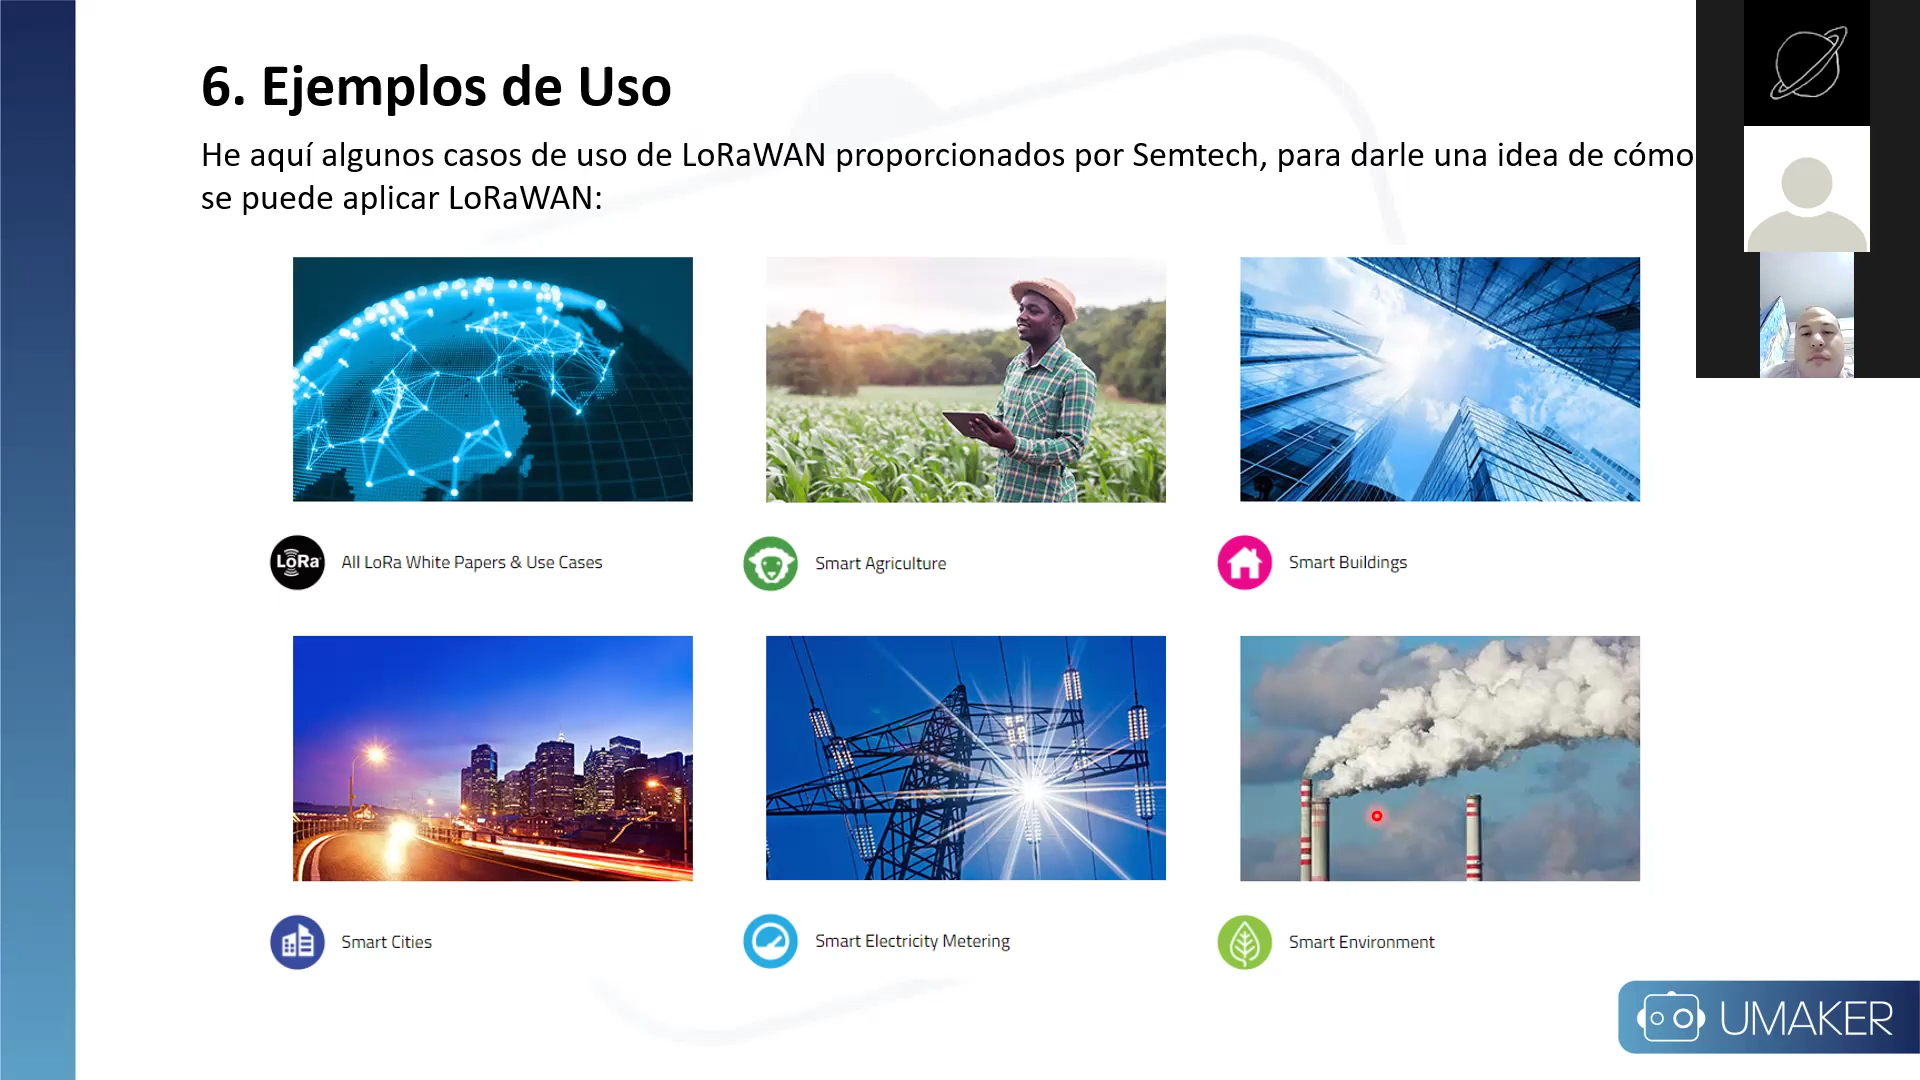 6. Ejemplos de Uso
He aquí algunos casos de uso de LoRaWAN proporcionados por Semtech, para darle una idea de cómo
se puede aplicar LoRaWAN:
LoRa
All LoRa White Papers & Use Cases
Smart Agriculture
Smart Buildings
Smart Cities
Smart Electricity Metering
Smart Environment
UMAKER